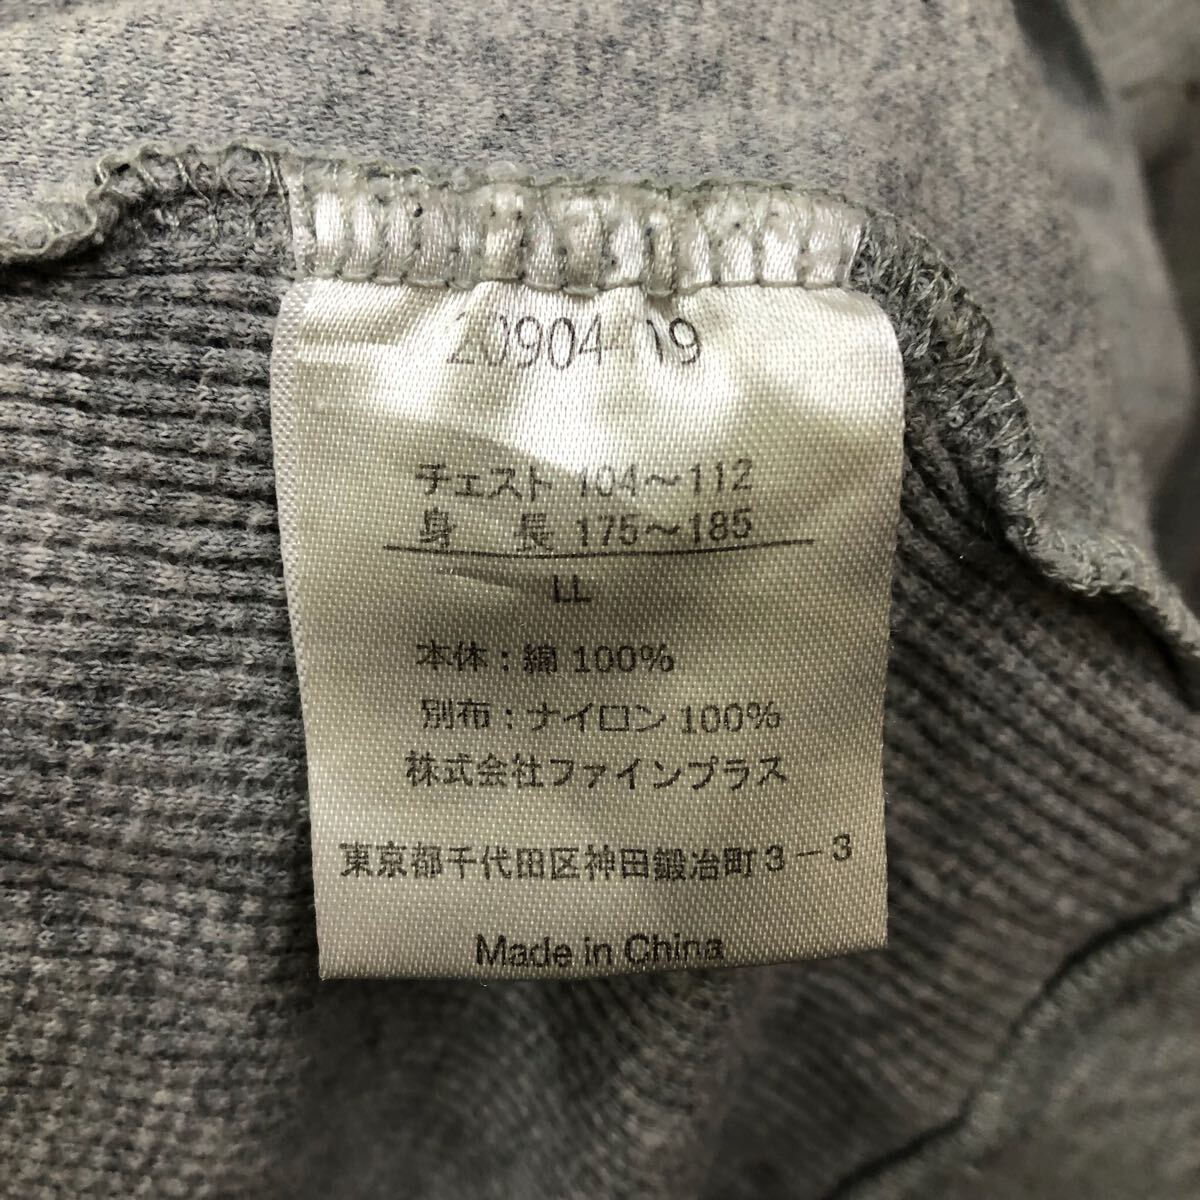 20904-19
チェスト 104～112
身 長 175～185
LL
本体：綿 100%
別布：ナイロン 100%
株式会社ファインプラス
東京都千代田区神田鍛冶町３－３
Made in China